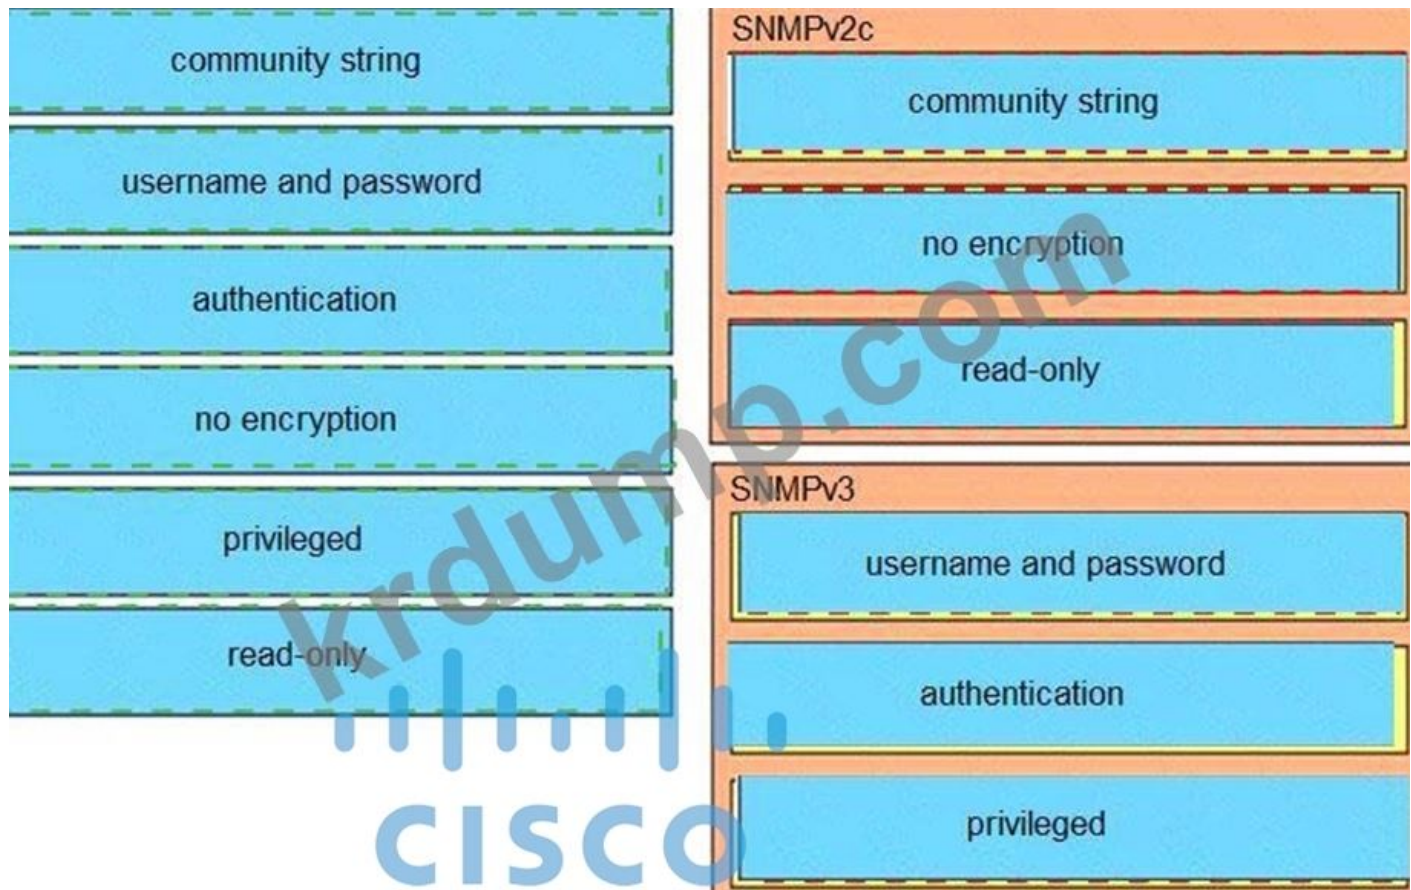 community string
username and password
authentication
no encryption
privileged
read-only
SNMPv2c
community string
no encryption
read-only
SNMPv3
username and password
authentication
privileged
krdump.com
CISCO